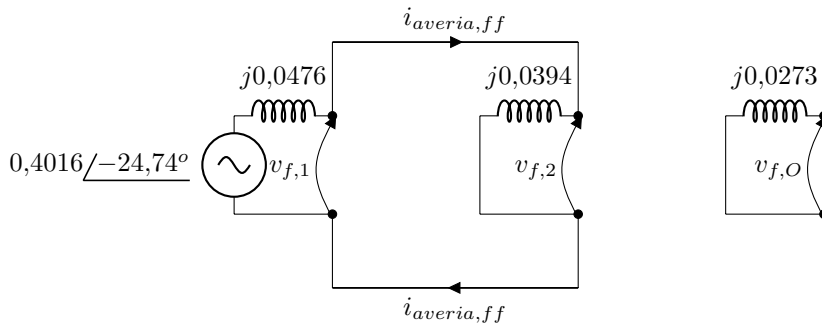 i_{averia,ff}
j0,0476 j0,0394 j0,0273
0,4016/−24,74º v_{f,1} v_{f,2} v_{f,O}
i_{averia,ff}